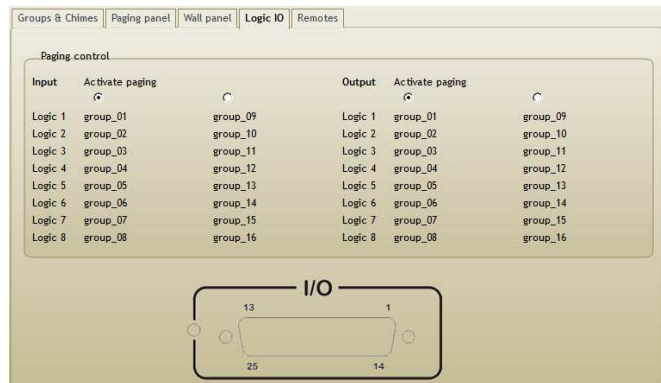 Groups & Chimes Paging panel Wall panel Logic IO Remotes
Paging control
Input Activate paging Output Activate paging
Logic 1 group_01 group_09 Logic 1 group_01 group_09
Logic 2 group_02 group_10 Logic 2 group_02 group_10
Logic 3 group_03 group_11 Logic 3 group_03 group_11
Logic 4 group_04 group_12 Logic 4 group_04 group_12
Logic 5 group_05 group_13 Logic 5 group_05 group_13
Logic 6 group_06 group_14 Logic 6 group_06 group_14
Logic 7 group_07 group_15 Logic 7 group_07 group_15
Logic 8 group_08 group_16 Logic 8 group_08 group_16
I/O
13 1
25 14